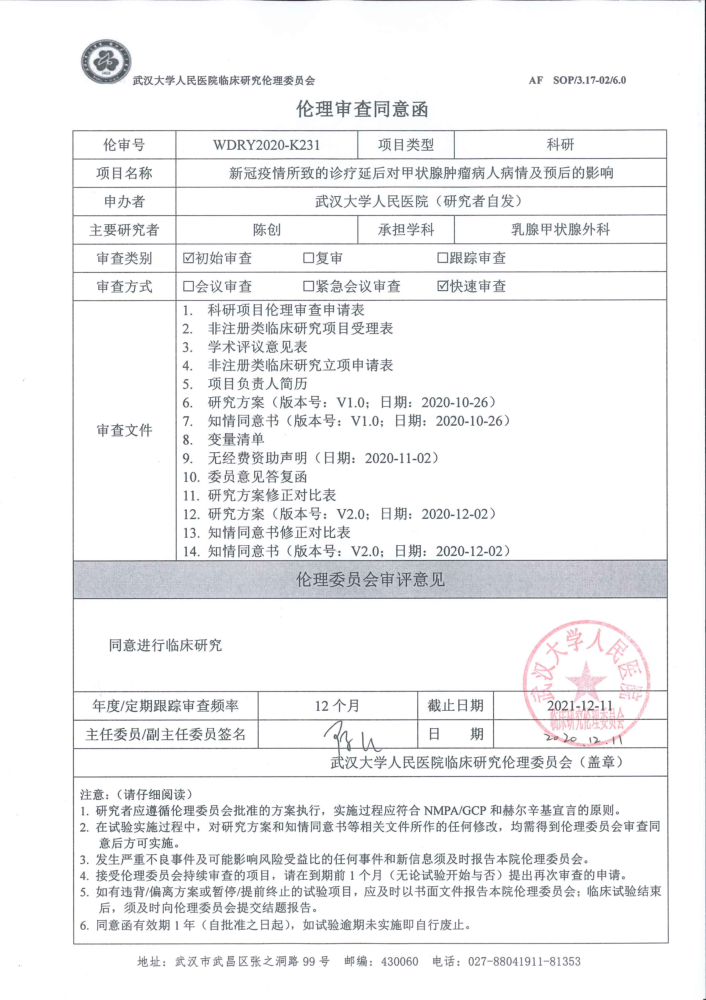 武汉大学人民医院临床研究伦理委员会 AF SOP/3.17-02/6.0
伦理审查同意函
伦审号 WDRY2020-K231 项目类型 科研
项目名称 新冠疫情所致的诊疗延后对甲状腺肿瘤病人病情及预后的影响
申办者 武汉大学人民医院（研究者自发）
主要研究者 陈创 承担学科 乳腺甲状腺外科
审查类别 ☑初始审查 □复审 □跟踪审查
审查方式 □会议审查 □紧急会议审查 ☑快速审查
审查文件
1. 科研项目伦理审查申请表
2. 非注册类临床研究项目受理表
3. 学术评议意见表
4. 非注册类临床研究立项申请表
5. 项目负责人简历
6. 研究方案（版本号：V1.0；日期：2020-10-26）
7. 知情同意书（版本号：V1.0；日期：2020-10-26）
8. 变量清单
9. 无经费资助声明（日期：2020-11-02）
10. 委员意见答复函
11. 研究方案修正对比表
12. 研究方案（版本号：V2.0；日期：2020-12-02）
13. 知情同意书修正对比表
14. 知情同意书（版本号：V2.0；日期：2020-12-02）
伦理委员会审评意见
同意进行临床研究
武汉大学人民医院
临床研究伦理委员会
年度/定期跟踪审查频率 12 个月 截止日期 2021-12-11
主任委员/副主任委员签名 日 期 2020.12.11
武汉大学人民医院临床研究伦理委员会（盖章）
注意：（请仔细阅读）
1. 研究者应遵循伦理委员会批准的方案执行，实施过程应符合 NMPA/GCP 和赫尔辛基宣言的原则。
2. 在试验实施过程中，对研究方案和知情同意书等相关文件所作的任何修改，均需得到伦理委员会审查同
意后方可实施。
3. 发生严重不良事件及可能影响风险受益比的任何事件和新信息须及时报告本院伦理委员会。
4. 接受伦理委员会持续审查的项目，请在到期前 1 个月（无论试验开始与否）提出再次审查的申请。
5. 如有违背/偏离方案或暂停/提前终止的试验项目，应及时以书面文件报告本院伦理委员会；临床试验结束
后，须及时向伦理委员会提交结题报告。
6. 同意函有效期 1 年（自批准之日起），如试验逾期未实施即自行废止。
地址：武汉市武昌区张之洞路 99 号 邮编：430060 电话：027-88041911-81353